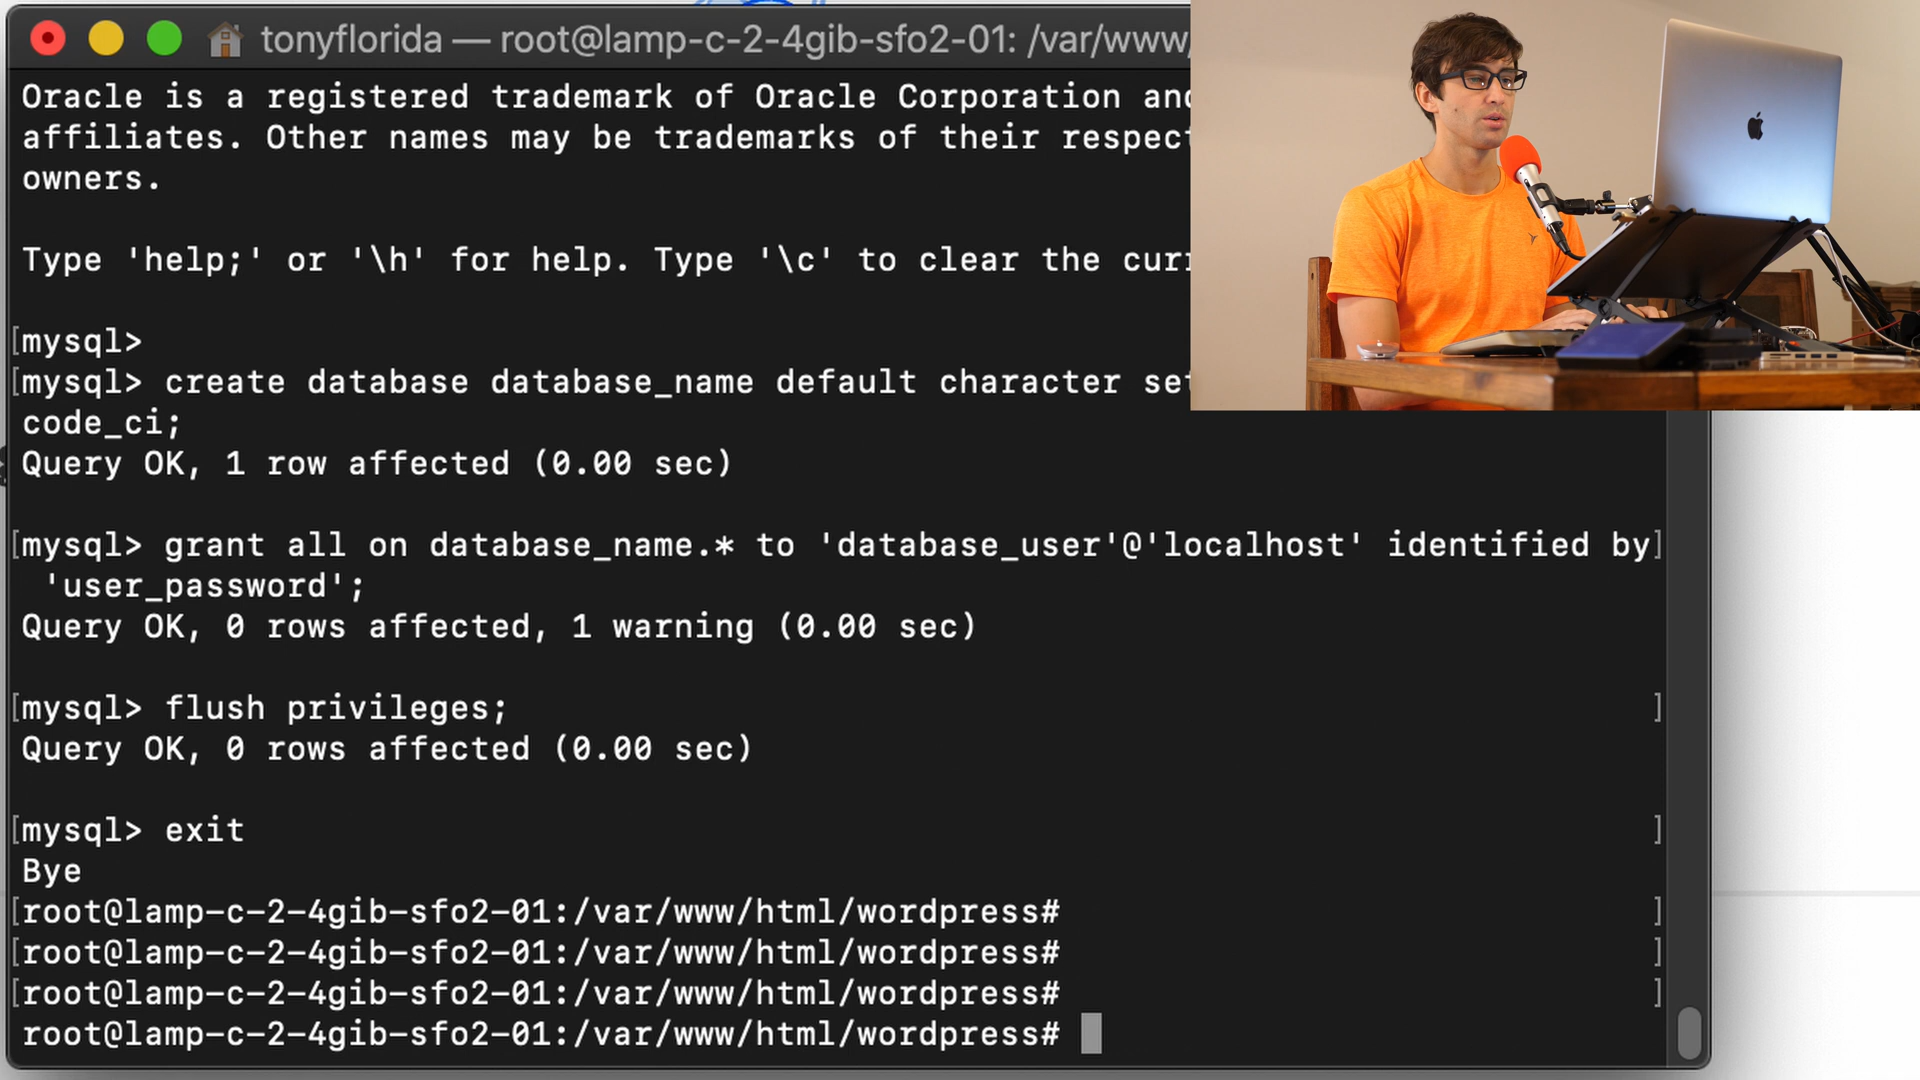 tonyflorida — root@lamp-c-2-4gib-sfo2-01: /var/www/
Oracle is a registered trademark of Oracle Corporation and
affiliates. Other names may be trademarks of their respect
owners.
Type 'help;' or '\h' for help. Type '\c' to clear the curr
[mysql>
[mysql> create database database_name default character set
code_ci;
Query OK, 1 row affected (0.00 sec)
[mysql> grant all on database_name.* to 'database_user'@'localhost' identified by]
'user_password';
Query OK, 0 rows affected, 1 warning (0.00 sec)
[mysql> flush privileges; ]
Query OK, 0 rows affected (0.00 sec)
[mysql> exit ]
Bye
[root@lamp-c-2-4gib-sfo2-01:/var/www/html/wordpress# ]
[root@lamp-c-2-4gib-sfo2-01:/var/www/html/wordpress# ]
[root@lamp-c-2-4gib-sfo2-01:/var/www/html/wordpress# ]
root@lamp-c-2-4gib-sfo2-01:/var/www/html/wordpress#